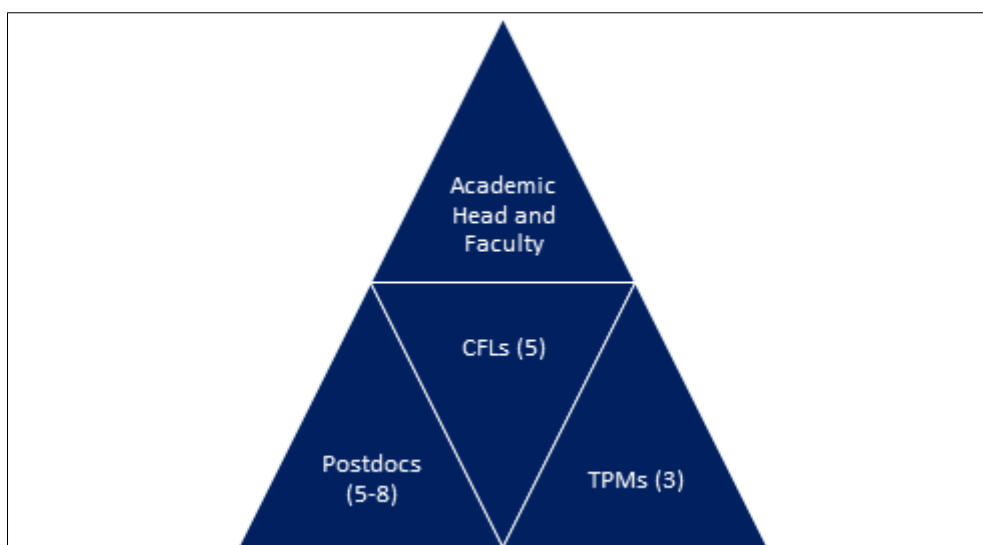 Academic
Head and
Faculty
CFLs (5)
Postdocs
(5-8)
TPMs (3)